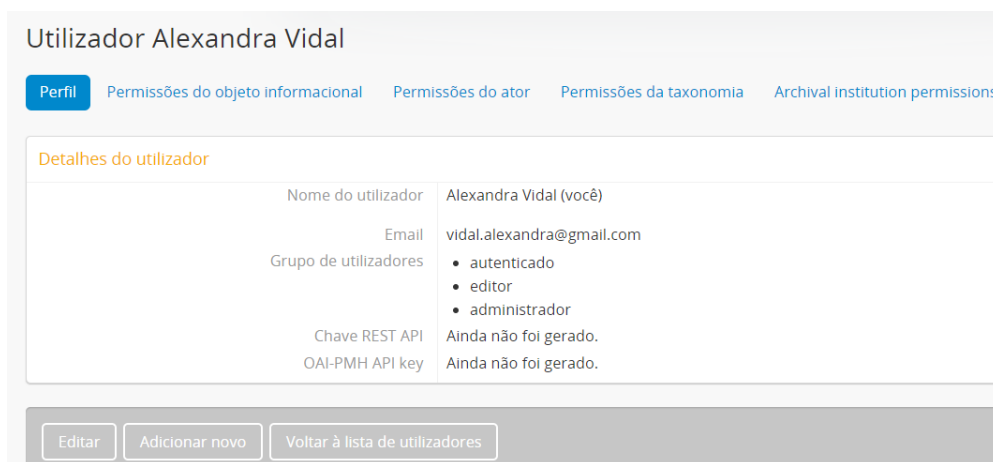 Utilizador Alexandra Vidal
Perfil Permissões do objeto informacional Permissões do ator Permissões da taxonomia Archival institution permissions
Detalhes do utilizador
Nome do utilizador Alexandra Vidal (você)
Email vidal.alexandra@gmail.com
Grupo de utilizadores • autenticado
• editor
• administrador
Chave REST API Ainda não foi gerado.
OAI-PMH API key Ainda não foi gerado.
Editar Adicionar novo Voltar à lista de utilizadores